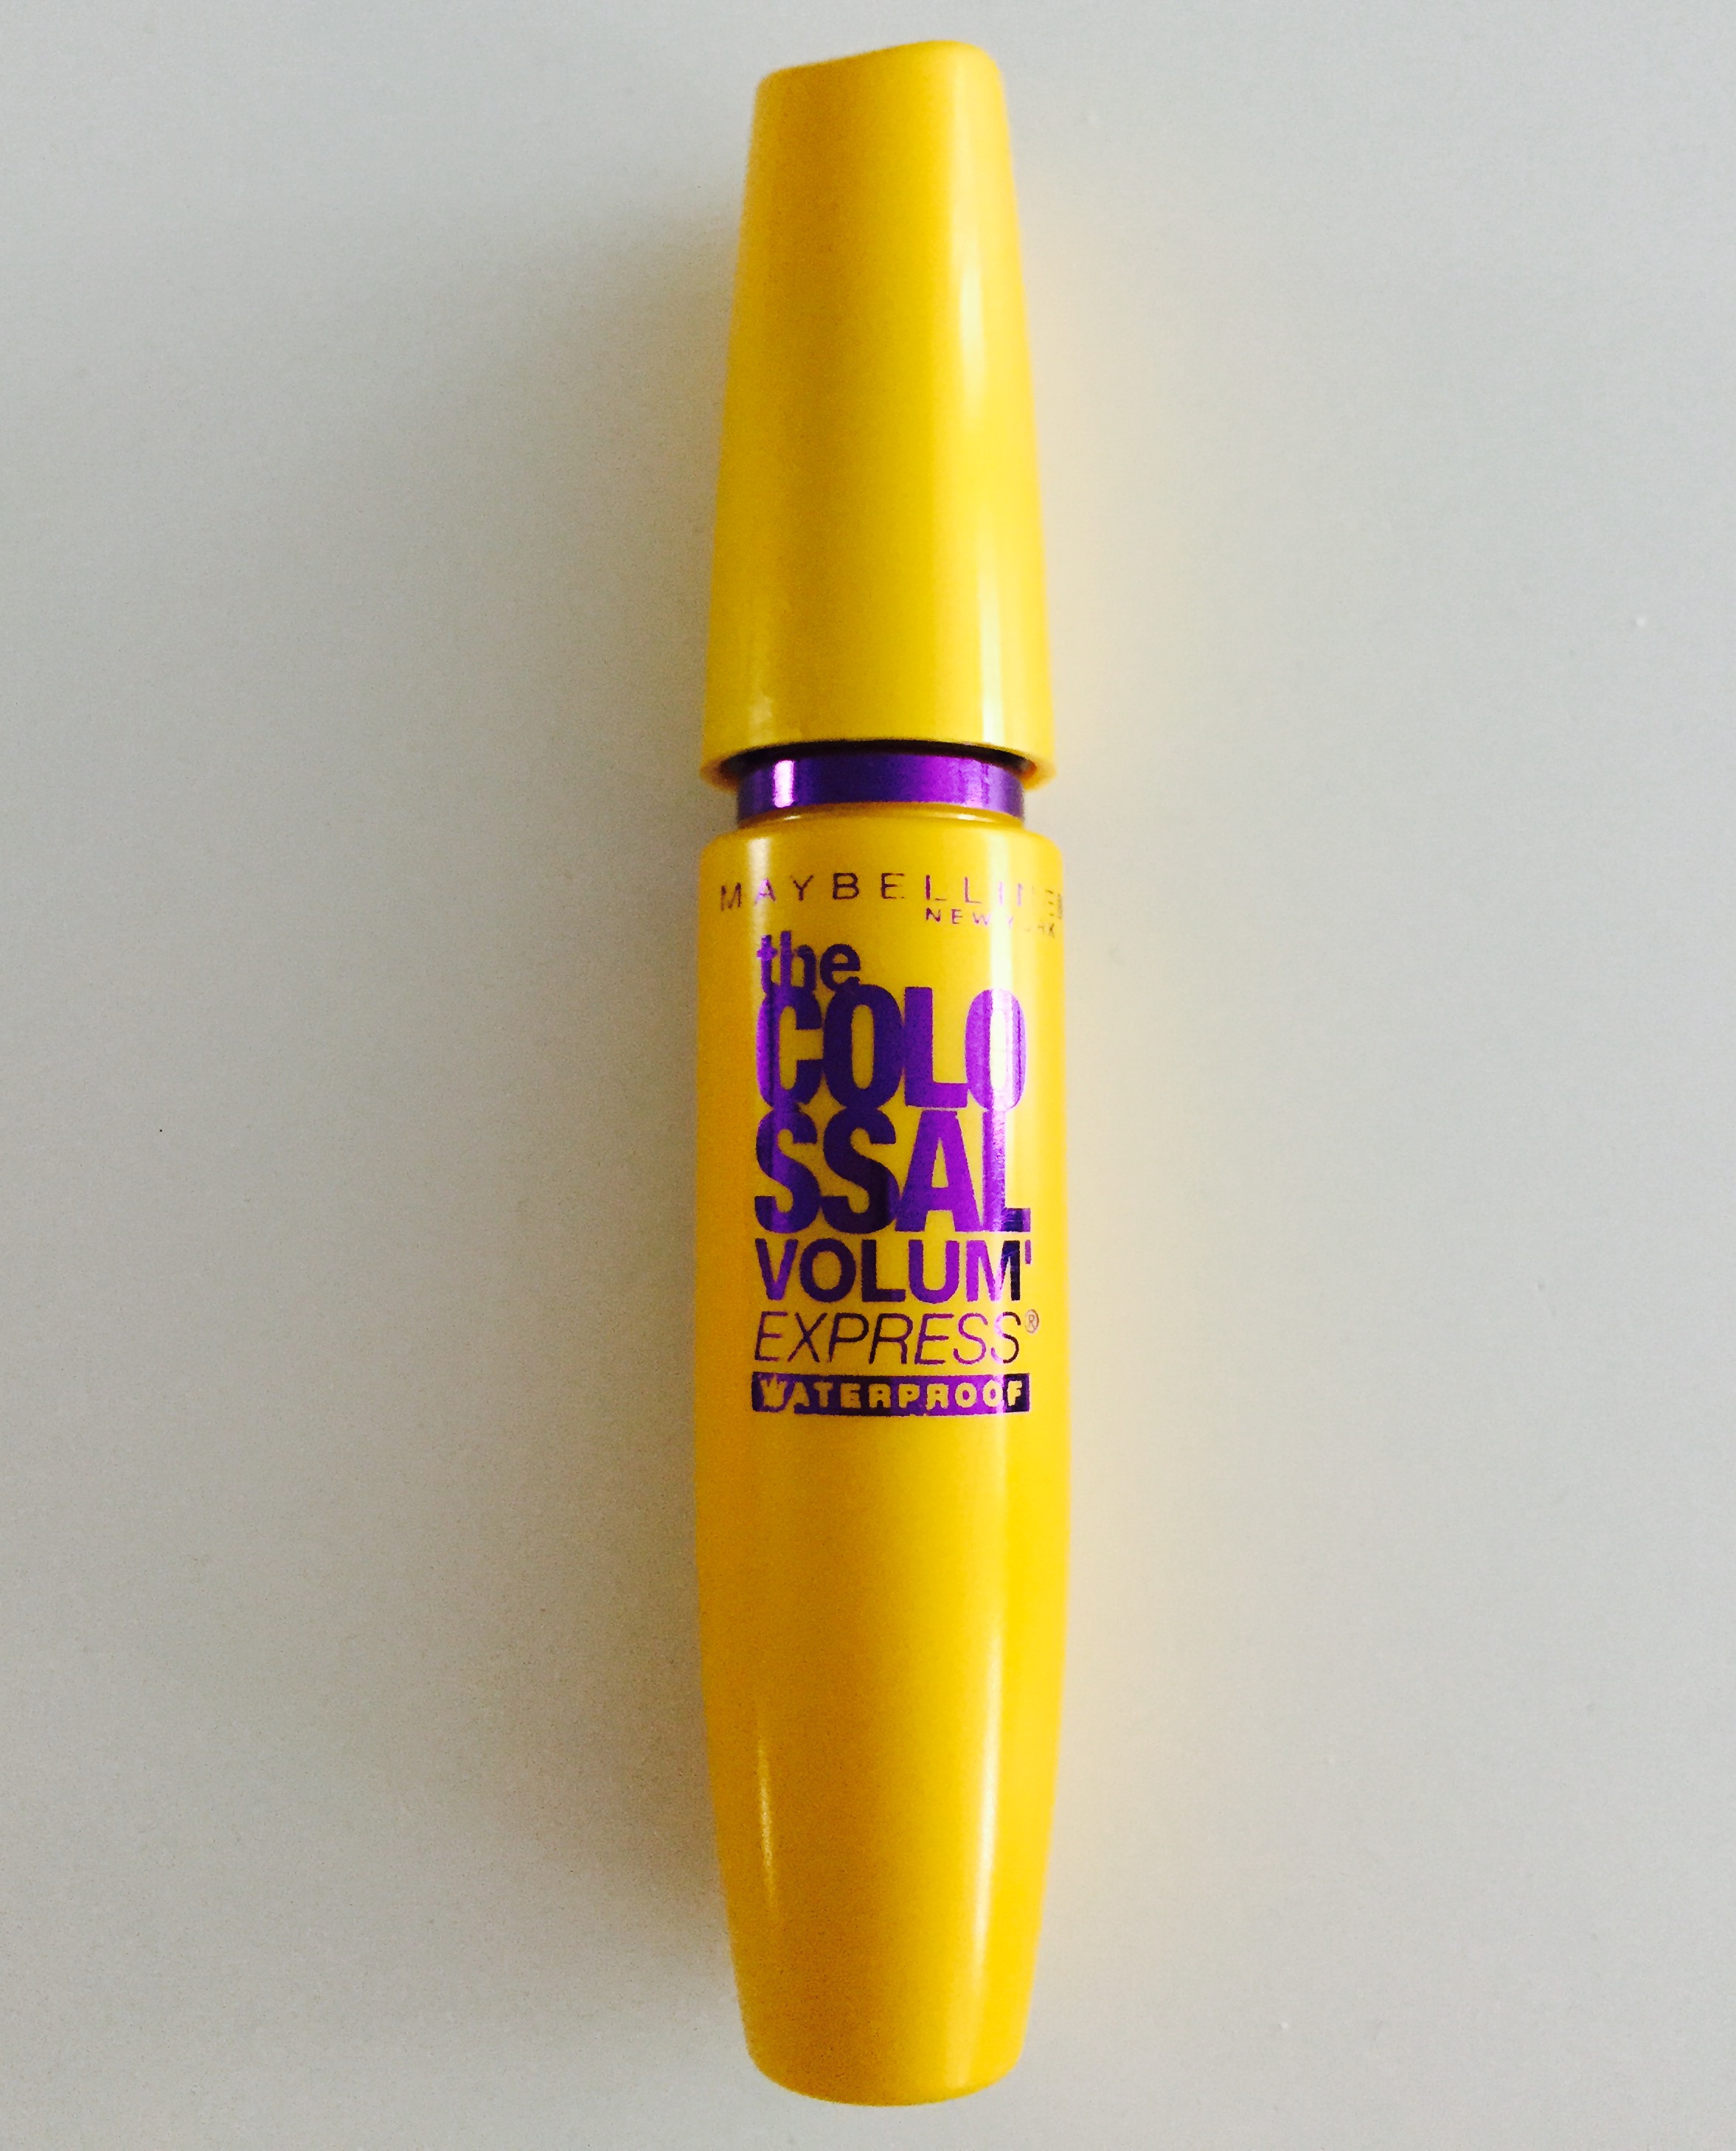 MAYBELLINE
NEW YORK
the
COLO
SSAL
VOLUM'
EXPRESS®
WATERPROOF